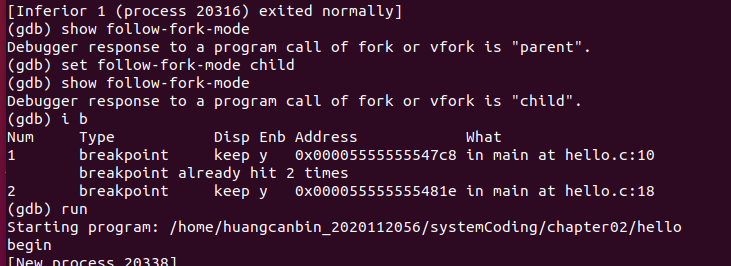 [Inferior 1 (process 20316) exited normally]
(gdb) show follow-fork-mode
Debugger response to a program call of fork or vfork is "parent".
(gdb) set follow-fork-mode child
(gdb) show follow-fork-mode
Debugger response to a program call of fork or vfork is "child".
(gdb) i b
Num     Type           Disp Enb Address            What
1       breakpoint     keep y   0x00005555555547c8 in main at hello.c:10
        breakpoint already hit 2 times
2       breakpoint     keep y   0x000055555555481e in main at hello.c:18
(gdb) run
Starting program: /home/huangcanbin_2020112056/systemCoding/chapter02/hello
begin
[New process 20338]